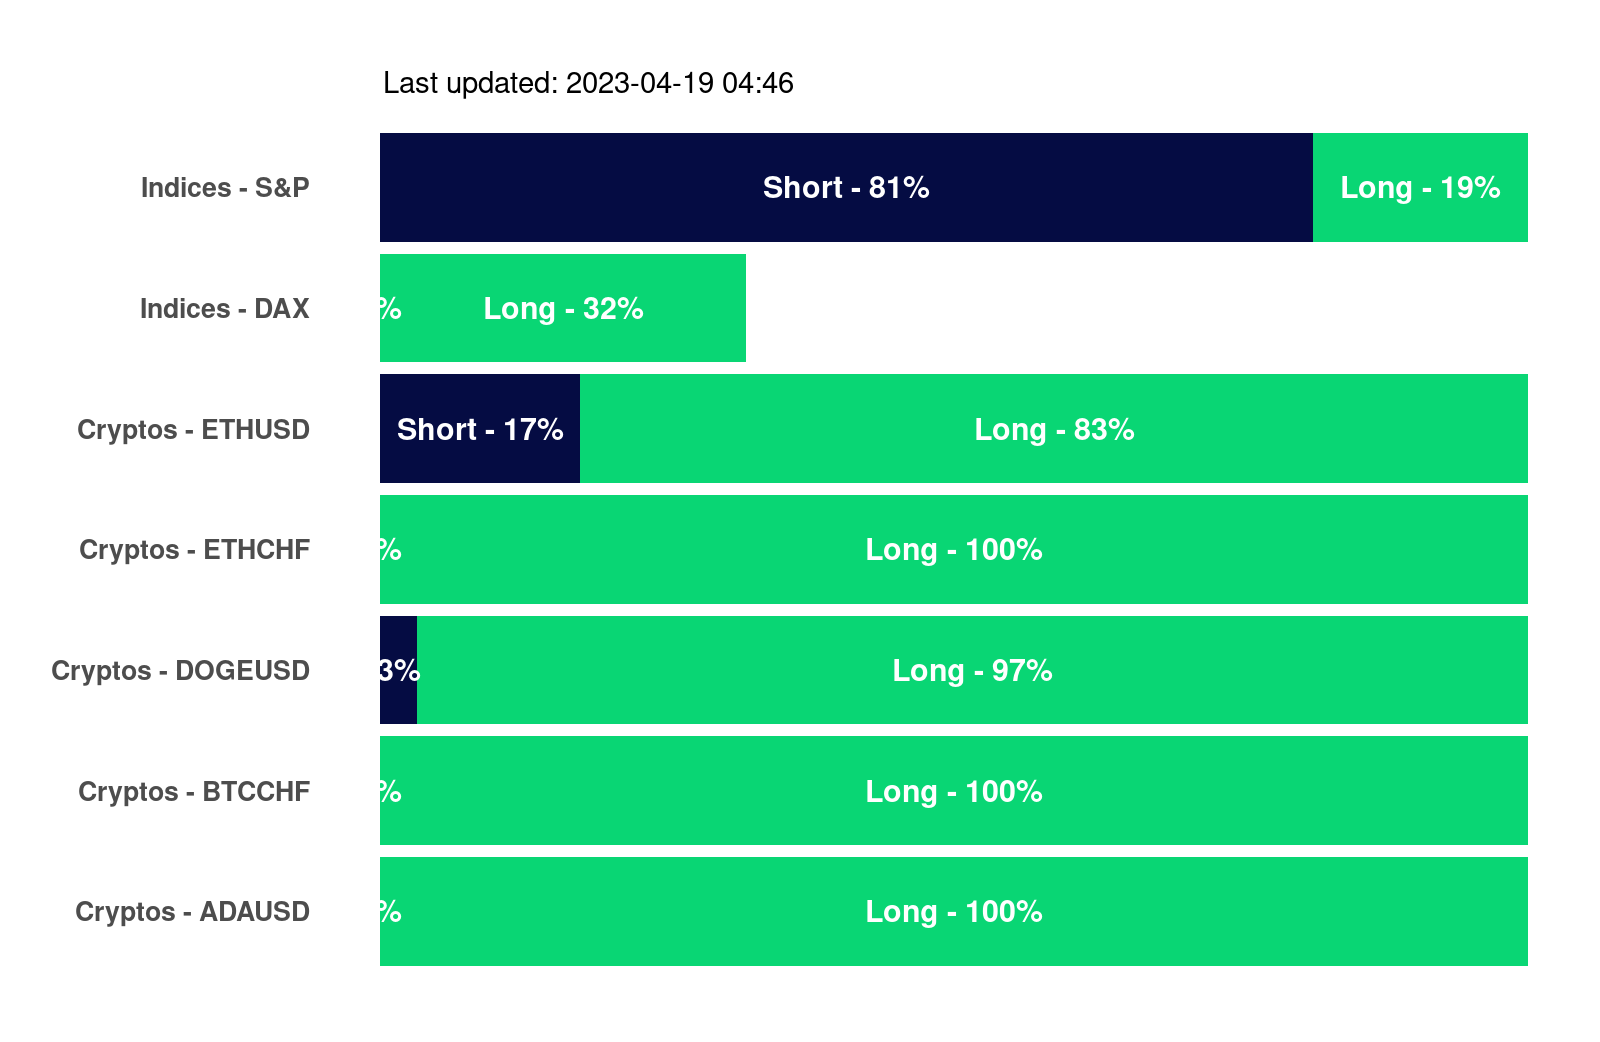 Last updated: 2023-04-19 04:46
Indices - S&P Short - 81% Long - 19%
Indices - DAX % Long - 32%
Cryptos - ETHUSD Short - 17% Long - 83%
Cryptos - ETHCHF % Long - 100%
Cryptos - DOGEUSD 3% Long - 97%
Cryptos - BTCCHF % Long - 100%
Cryptos - ADAUSD % Long - 100%